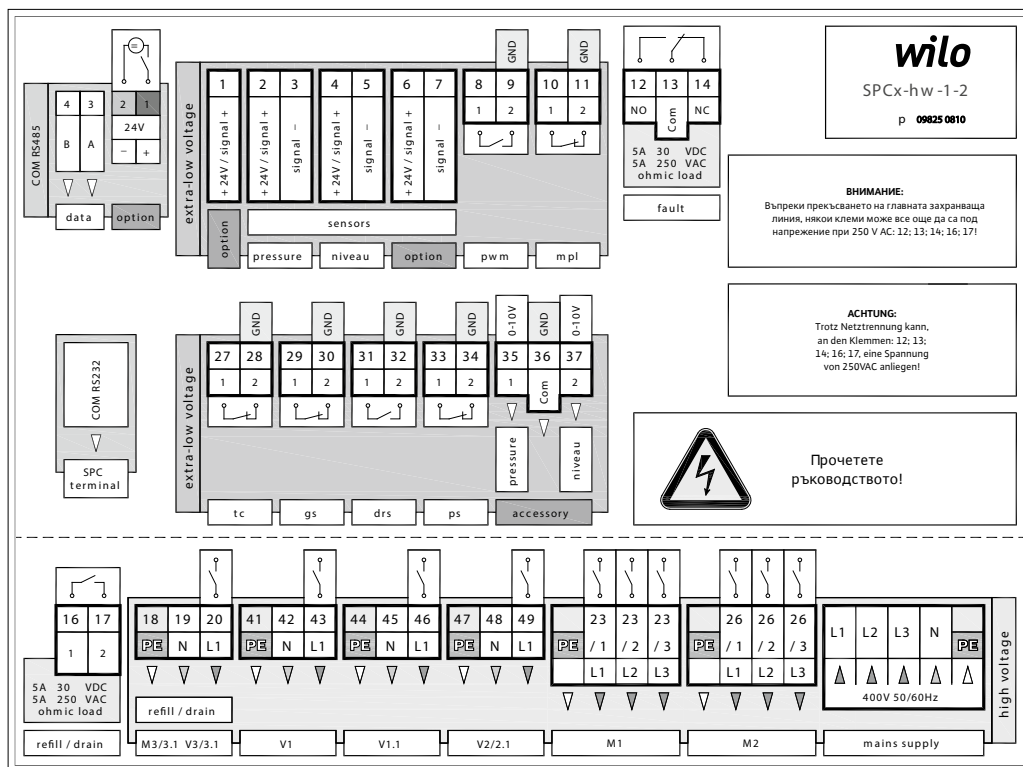 wilo
SPCx-hw-1-2
p 09825 0810
ВНИМАНИЕ:
Въпреки прекъсването на главната захранваща
линия, някои клеми може все още да са под
напрежение при 250 V AC: 12; 13; 14; 16; 17!
ACHTUNG:
Trotz Netztrennung kann,
an den Klemmen: 12; 13;
14; 16; 17, eine Spannung
von 250VAC anliegen!
Прочетете
ръководството!
COM RS485
4 3 2 1
B A
24V
− +
data option
extra-low voltage
GND GND
1 2 3 4 5 6 7 8 9 10 11
1 2 1 2
+ 24V / signal +
+ 24V / signal +
signal −
+ 24V / signal +
signal −
+ 24V / signal +
signal −
option
sensors
pressure niveau option pwm mpl
12 13 14
NO Com NC
5A 30 VDC
5A 250 VAC
ohmic load
fault
COM RS232
SPC
terminal
extra-low voltage
GND GND GND GND 0-10V GND 0-10V
27 28 29 30 31 32 33 34 35 36 37
1 2 1 2 1 2 1 2 1 Com 2
pressure niveau
tc gs drs ps accessory
16 17
1 2
5A 30 VDC
5A 250 VAC
ohmic load
refill / drain
18 19 20 41 42 43 44 45 46 47 48 49 23 23 23 26 26 26
PE N L1 PE N L1 PE N L1 PE N L1 PE / 1 / 2 / 3 PE / 1 / 2 / 3 L1 L2 L3 N PE
L1 L2 L3 L1 L2 L3
400V 50/60Hz
refill / drain
M3/3.1 V3/3.1 V1 V1.1 V2/2.1 M1 M2 mains supply
high voltage